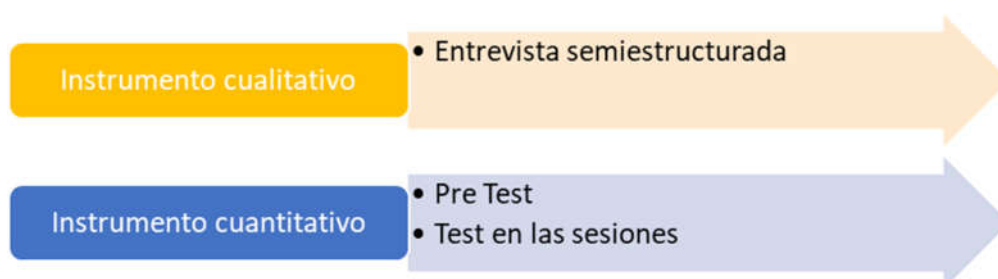 Instrumento cualitativo
• Entrevista semiestructurada
Instrumento cuantitativo
• Pre Test
• Test en las sesiones